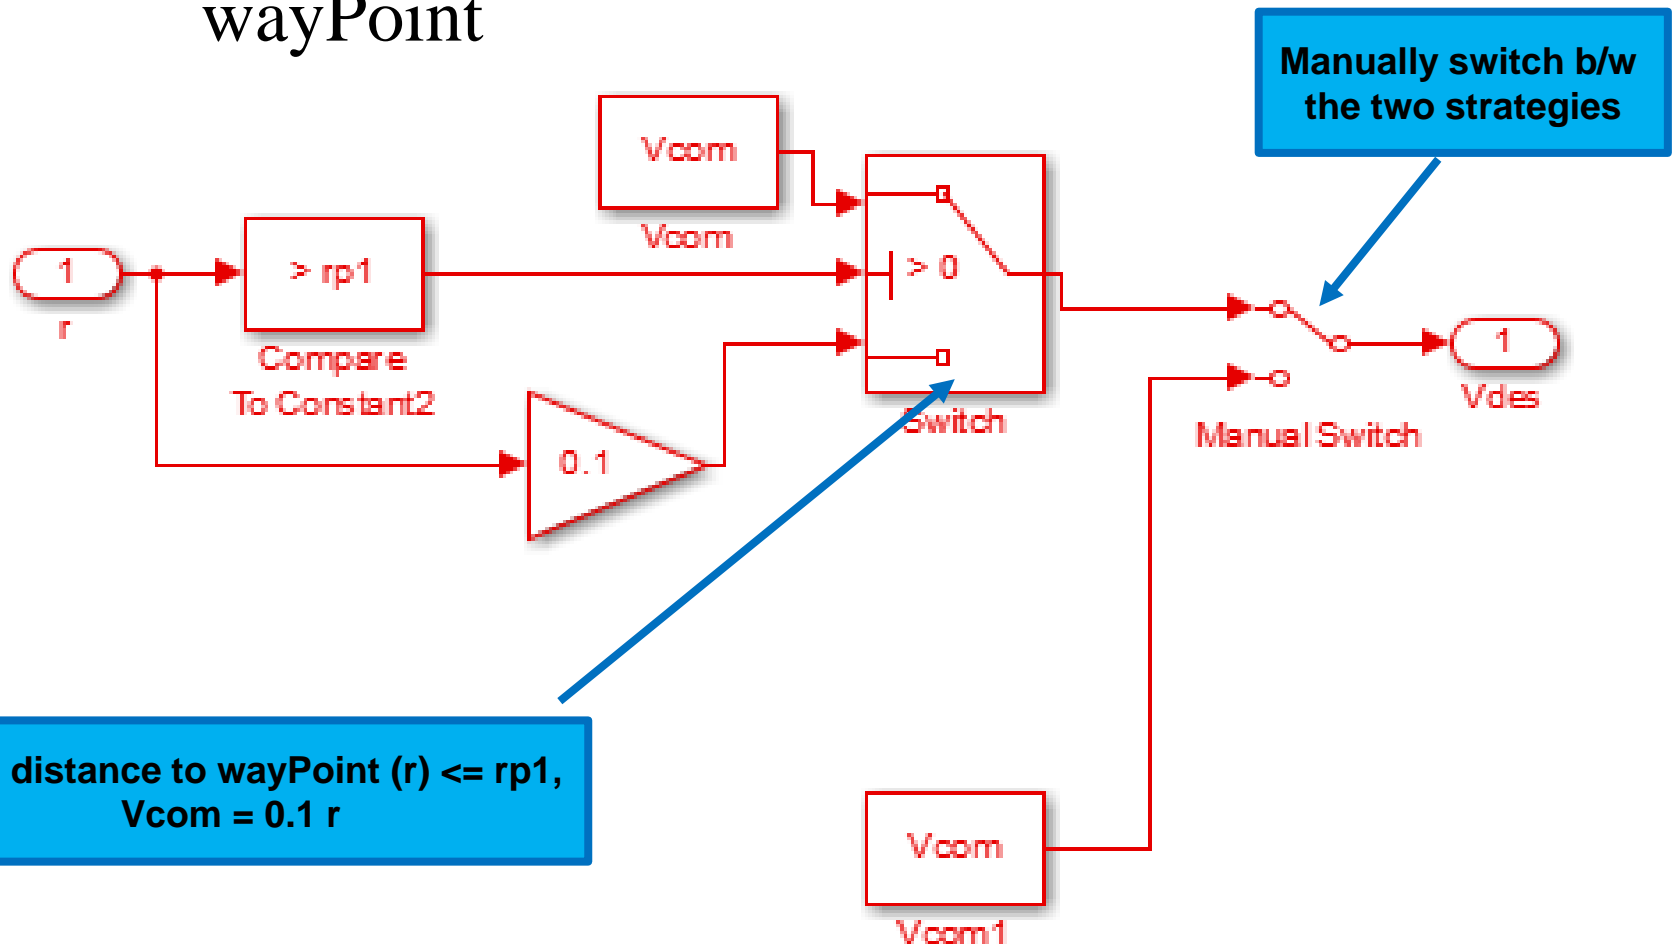 wayPoint
Manually switch b/w
the two strategies
Vcom
Vcom
1
r
> rp1
Compare
To Constant2
> 0
Switch
0.1
Manual Switch
1
Vdes
distance to wayPoint (r) <= rp1,
Vcom = 0.1 r
Vcom
Vcom1